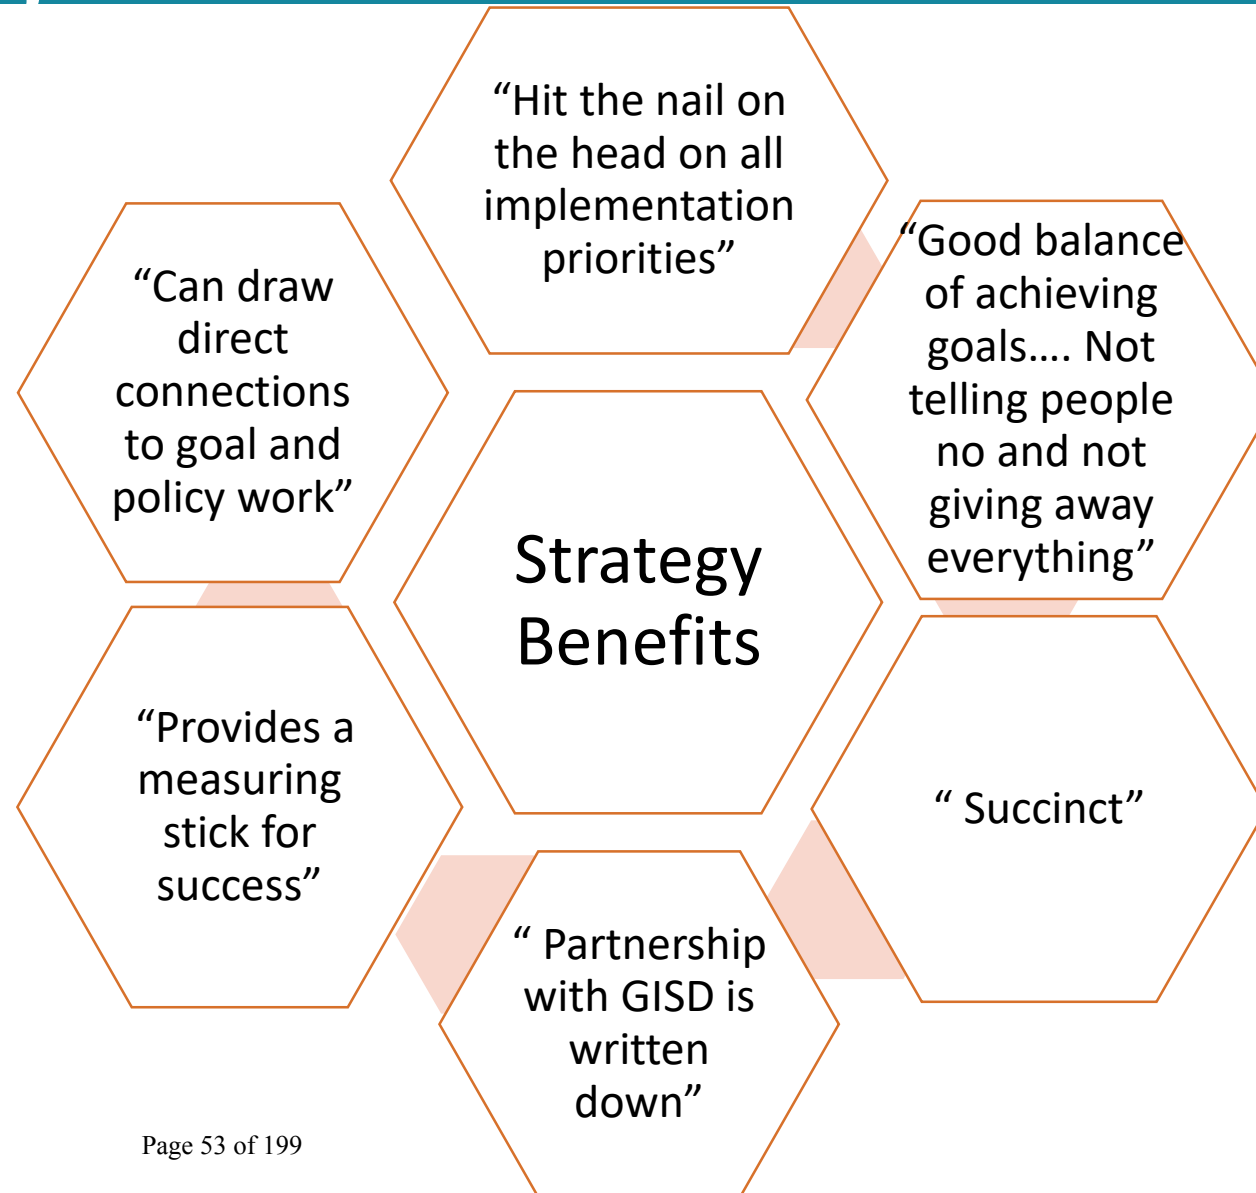 “Hit the nail on
the head on all
implementation
priorities”
“Good balance
of achieving
goals…. Not
telling people
no and not
giving away
everything”
“ Succinct”
“ Partnership
with GISD is
written
down”
“Provides a
measuring
stick for
success”
“Can draw
direct
connections
to goal and
policy work”
Strategy
Benefits
Page 53 of 199